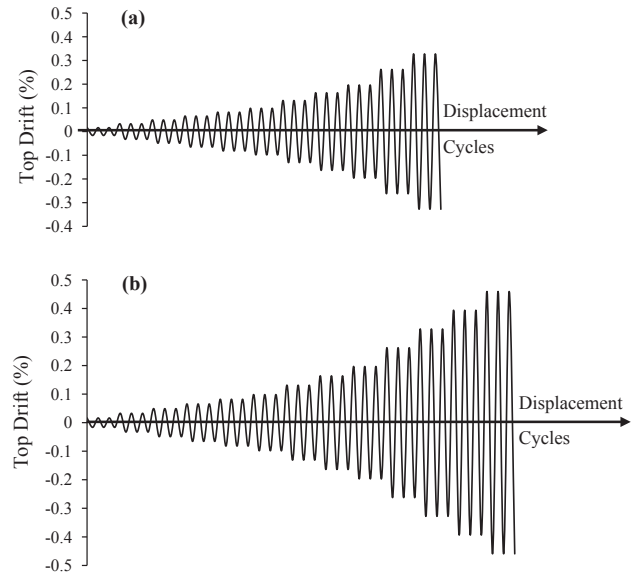 (a)
0.5
0.4
0.3
0.2
0.1
0
-0.1
-0.2
-0.3
-0.4
Top Drift (%)
Displacement
Cycles
(b)
0.5
0.4
0.3
0.2
0.1
0
-0.1
-0.2
-0.3
-0.4
-0.5
Top Drift (%)
Displacement
Cycles